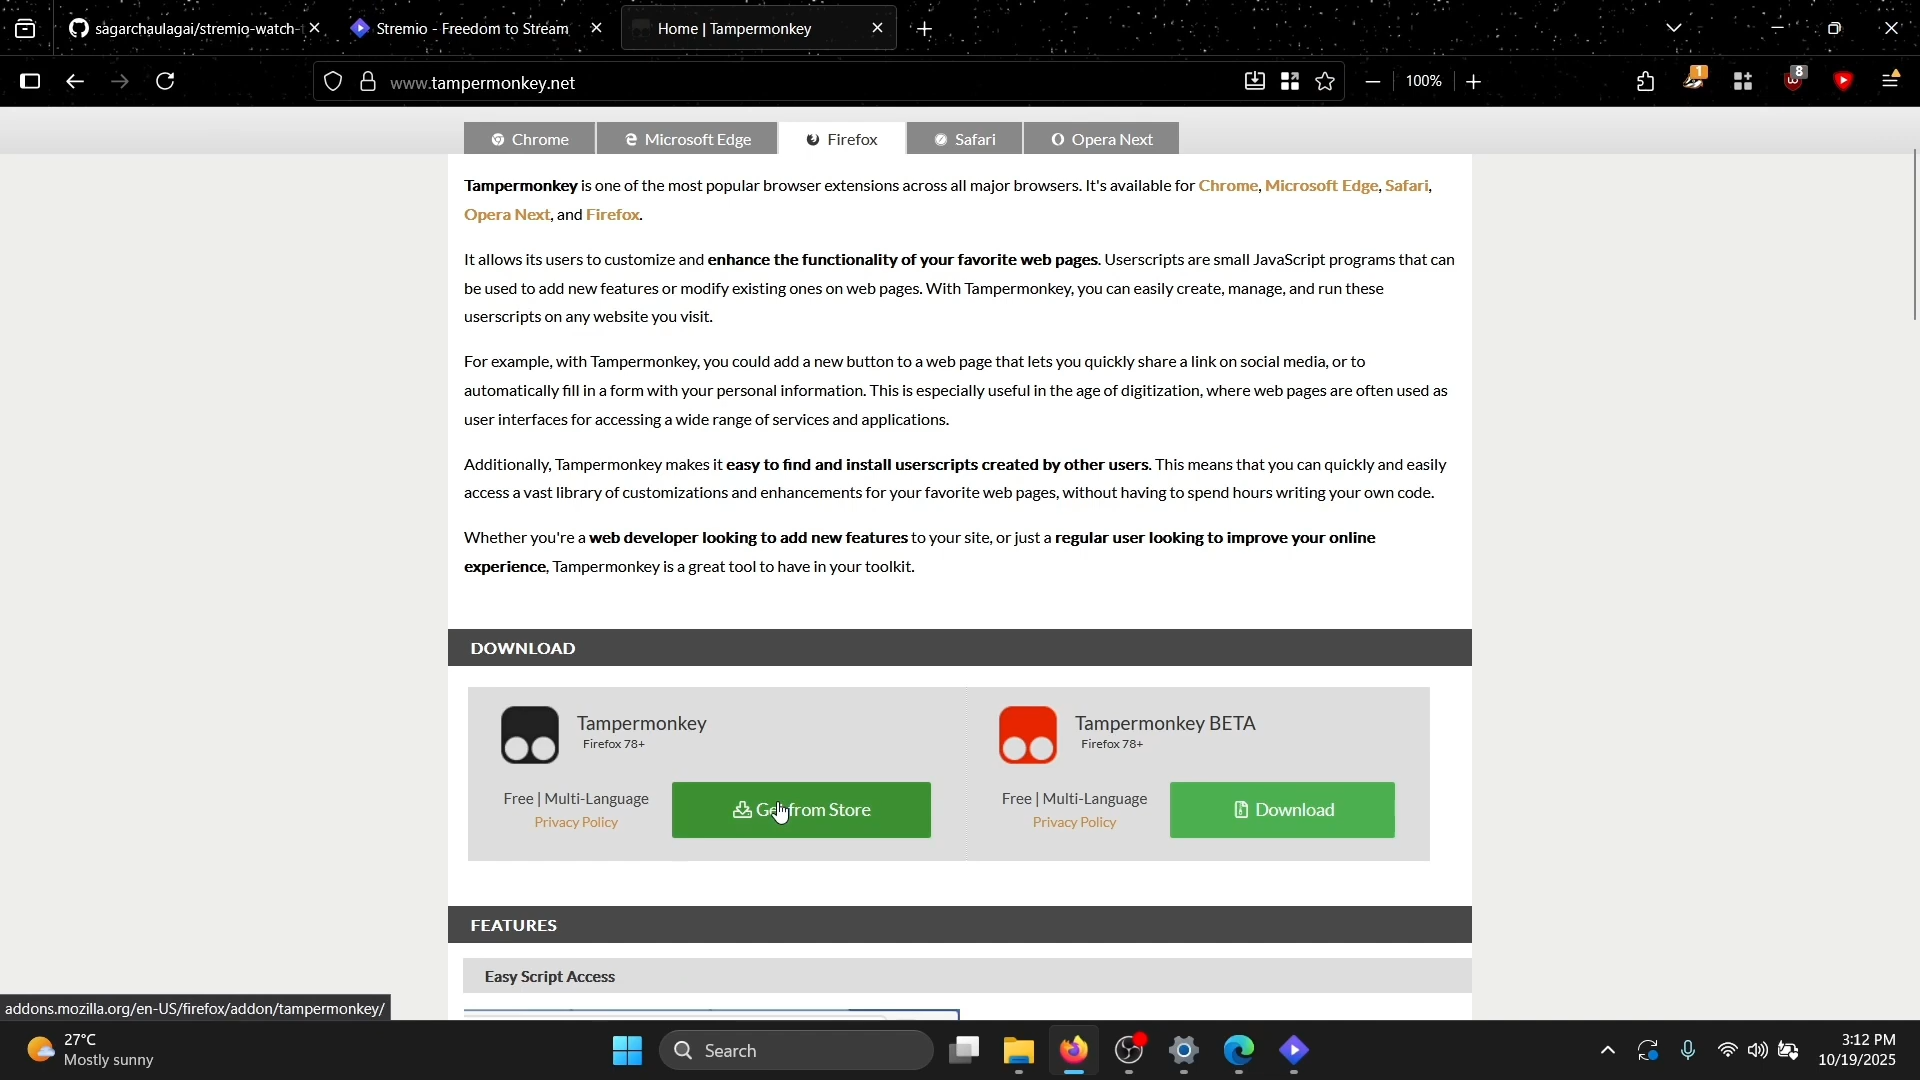 sagarchaulagai/stremio-watch-
Stremio - Freedom to Stream
Home | Tampermonkey
www.tampermonkey.net
100%
1
8
Chrome
Microsoft Edge
Firefox
Safari
Opera Next
Tampermonkey is one of the most popular browser extensions across all major browsers. It's available for Chrome, Microsoft Edge, Safari,
Opera Next, and Firefox.
It allows its users to customize and enhance the functionality of your favorite web pages. Userscripts are small JavaScript programs that can
be used to add new features or modify existing ones on web pages. With Tampermonkey, you can easily create, manage, and run these
userscripts on any website you visit.
For example, with Tampermonkey, you could add a new button to a web page that lets you quickly share a link on social media, or to
automatically fill in a form with your personal information. This is especially useful in the age of digitization, where web pages are often used as
user interfaces for accessing a wide range of services and applications.
Additionally, Tampermonkey makes it easy to find and install userscripts created by other users. This means that you can quickly and easily
access a vast library of customizations and enhancements for your favorite web pages, without having to spend hours writing your own code.
Whether you're a web developer looking to add new features to your site, or just a regular user looking to improve your online
experience, Tampermonkey is a great tool to have in your toolkit.
DOWNLOAD
Tampermonkey
Firefox 78+
Free | Multi-Language
Privacy Policy
Get from Store
Tampermonkey BETA
Firefox 78+
Free | Multi-Language
Privacy Policy
Download
FEATURES
Easy Script Access
addons.mozilla.org/en-US/firefox/addon/tampermonkey/
27°C
Mostly sunny
Search
3:12 PM
10/19/2025